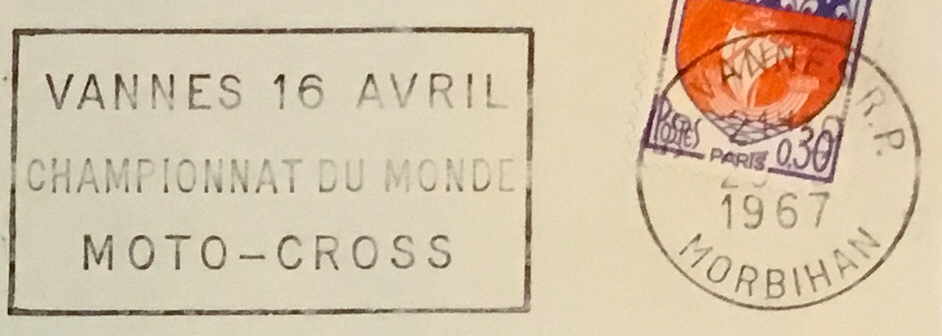 VANNES 16 AVRIL
CHAMPIONNAT DU MONDE
MOTO-CROSS
POSTES
PARIS 0.30
VANNES R.P.
1967
MORBIHAN